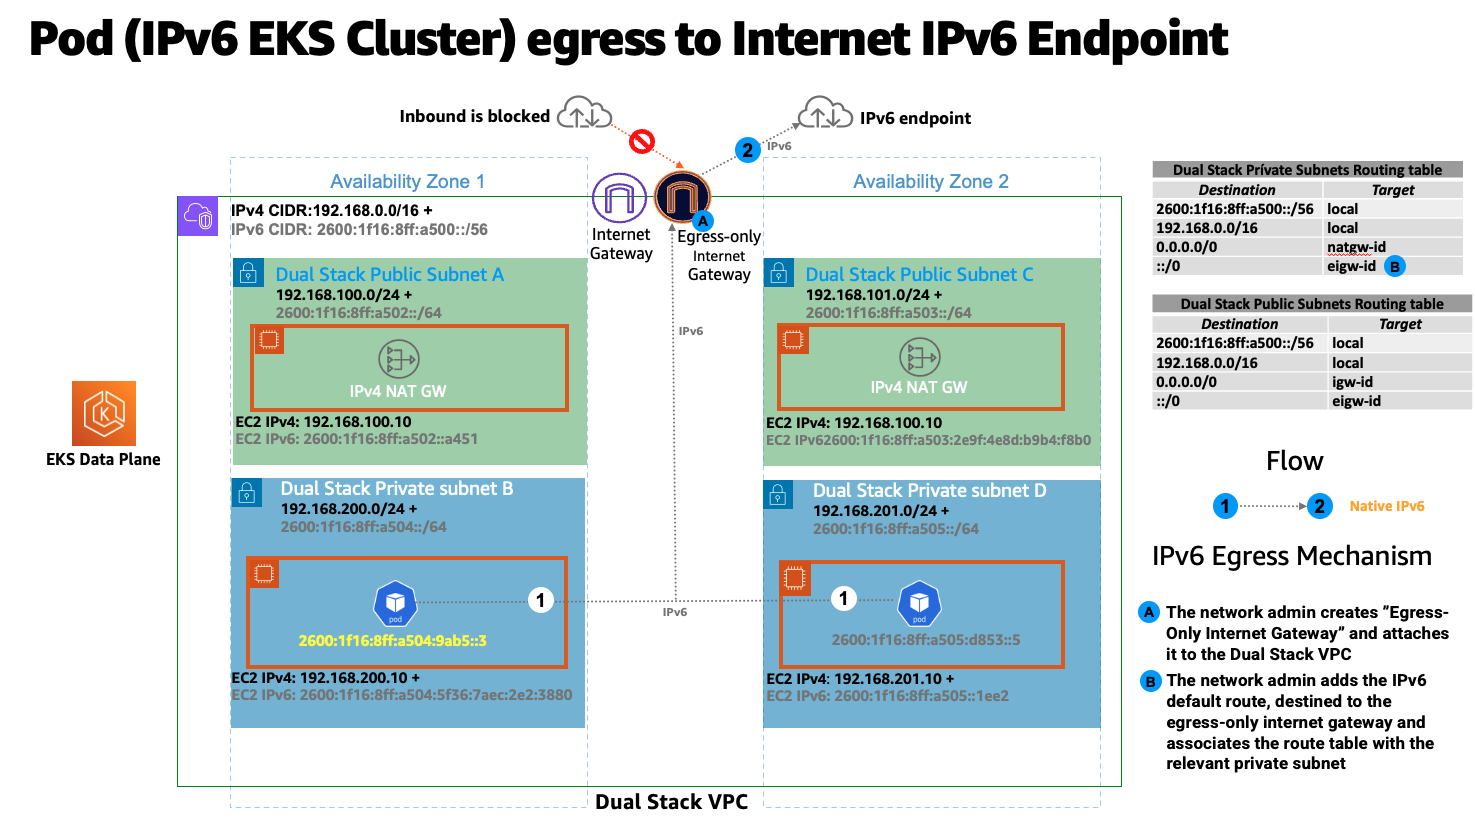 Pod (IPv6 EKS Cluster) egress to Internet IPv6 Endpoint
Inbound is blocked
IPv6 endpoint
2
IPv6
Availability Zone 1
Availability Zone 2
IPv4 CIDR:192.168.0.0/16 +
IPv6 CIDR: 2600:1f16:8ff:a500::/56
A
Internet
Gateway
Egress-only
Internet
Gateway
Dual Stack Public Subnet A
192.168.100.0/24 +
2600:1f16:8ff:a502::/64
IPv4 NAT GW
EC2 IPv4: 192.168.100.10
EC2 IPv6: 2600:1f16:8ff:a502::a451
IPv6
Dual Stack Public Subnet C
192.168.101.0/24 +
2600:1f16:8ff:a503::/64
IPv4 NAT GW
EC2 IPv4: 192.168.100.10
EC2 IPv62600:1f16:8ff:a503:2e9f:4e8d:b9b4:f8b0
K
EKS Data Plane
Dual Stack Private subnet B
192.168.200.0/24 +
2600:1f16:8ff:a504::/64
pod
1
2600:1f16:8ff:a504:9ab5::3
EC2 IPv4: 192.168.200.10 +
EC2 IPv6: 2600:1f16:8ff:a504:5f36:7aec:2e2:3880
IPv6
Dual Stack Private subnet D
192.168.201.0/24 +
2600:1f16:8ff:a505::/64
1
pod
2600:1f16:8ff:a505:d853::5
EC2 IPv4: 192.168.201.10 +
EC2 IPv6: 2600:1f16:8ff:a505::1ee2
Dual Stack VPC
Dual Stack Private Subnets Routing table
Destination Target
2600:1f16:8ff:a500::/56 local
192.168.0.0/16 local
0.0.0.0/0 natgw-id
::/0 eigw-id B
Dual Stack Public Subnets Routing table
Destination Target
2600:1f16:8ff:a500::/56 local
192.168.0.0/16 local
0.0.0.0/0 igw-id
::/0 eigw-id
Flow
1 2 Native IPv6
IPv6 Egress Mechanism
A The network admin creates ”Egress-
Only Internet Gateway” and attaches
it to the Dual Stack VPC
B The network admin adds the IPv6
default route, destined to the
egress-only internet gateway and
associates the route table with the
relevant private subnet